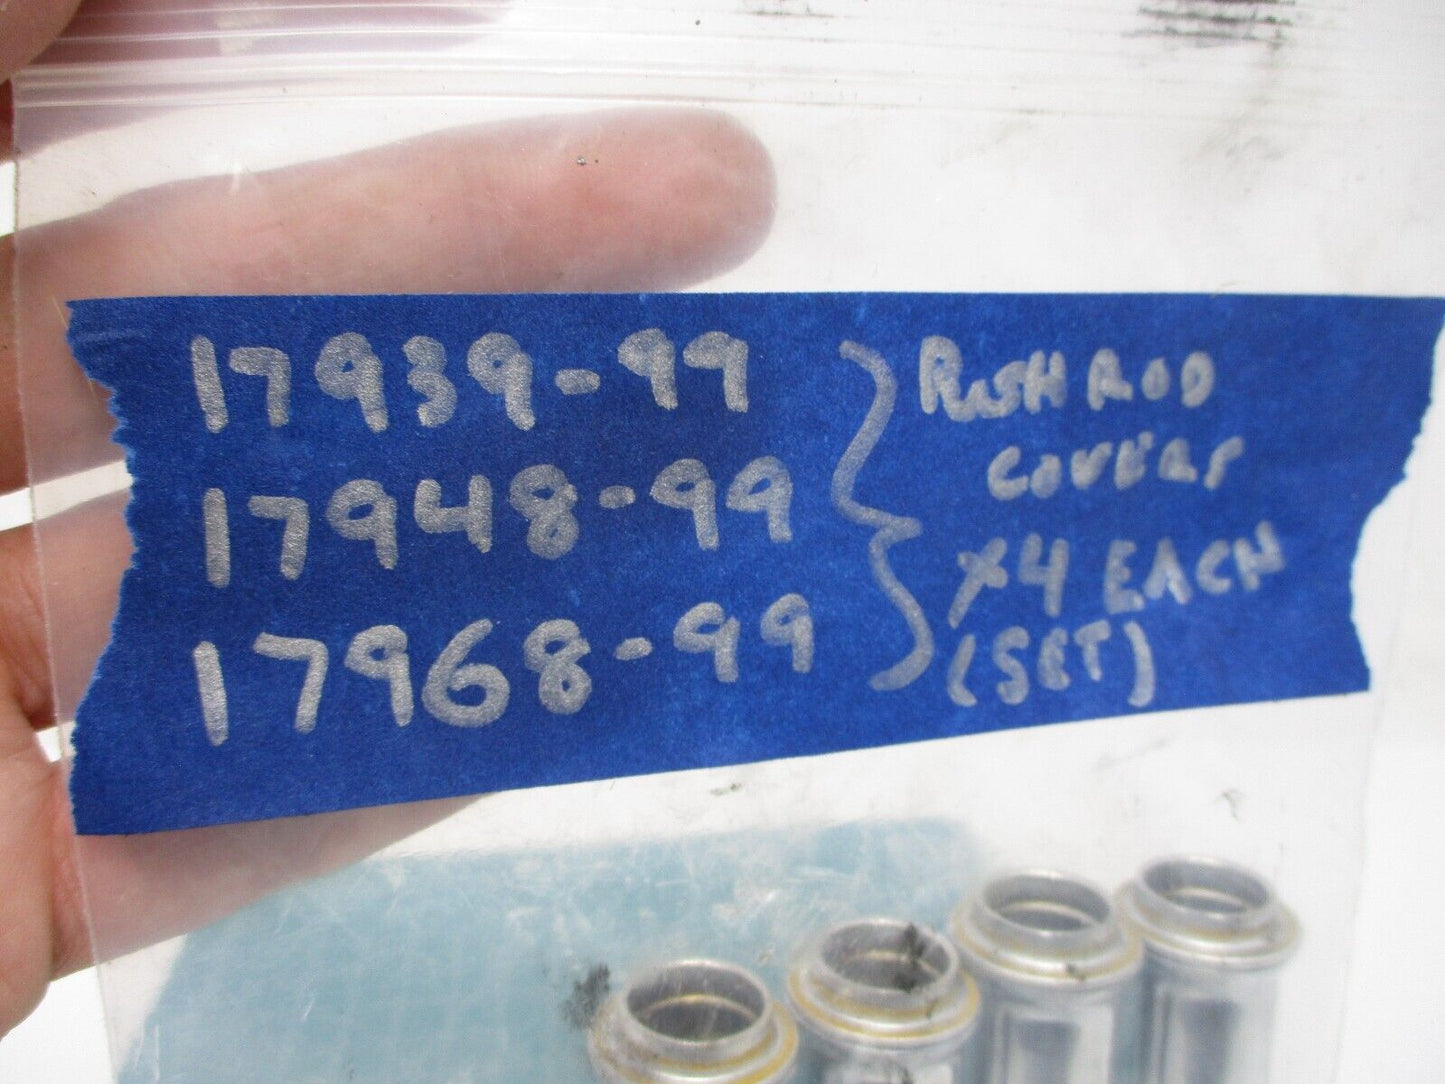 17939-99
17948-99
17968-99
PUSH ROD
COVERS
x4 EACH
(SET)